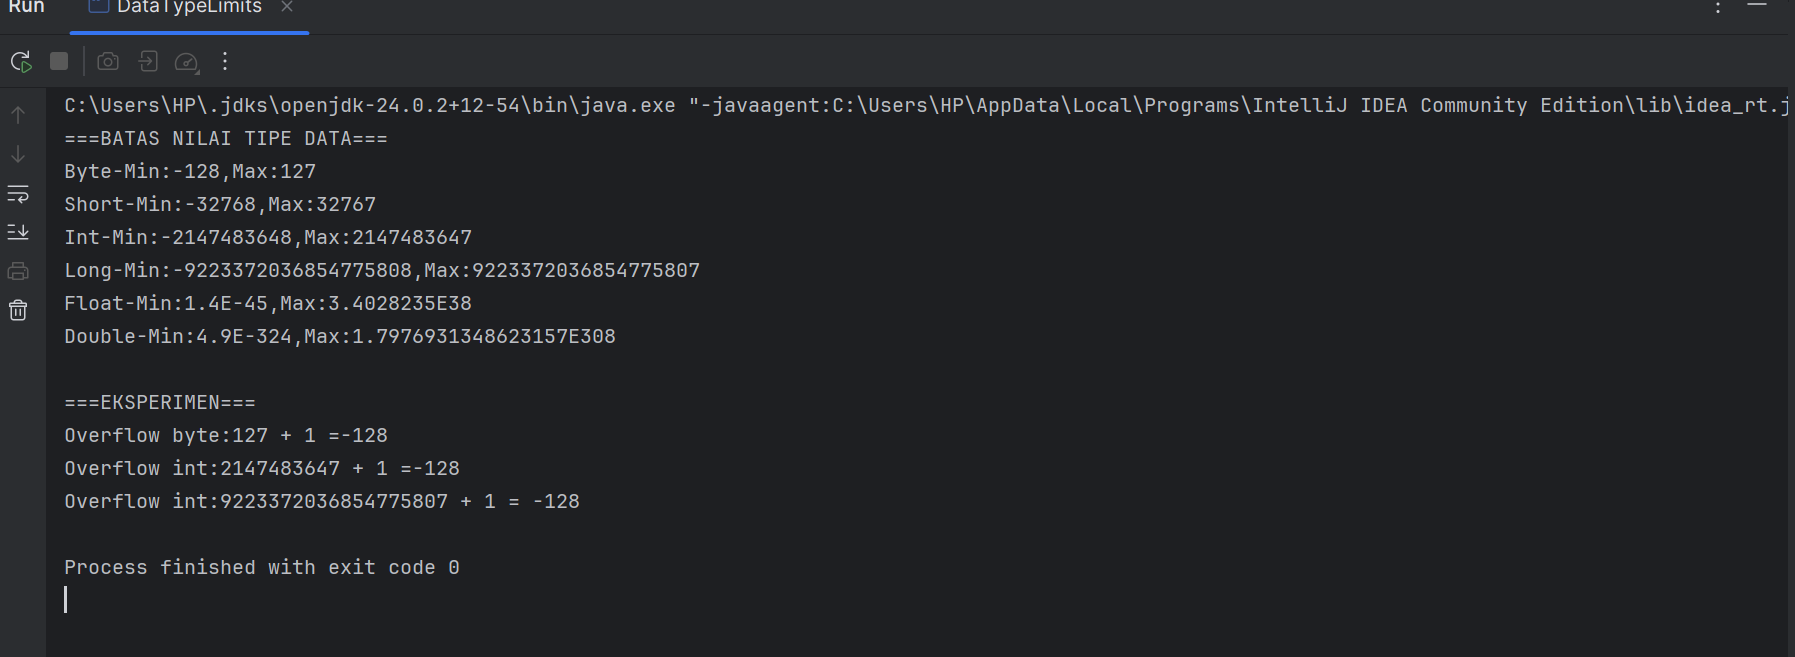 Run DataTypeLimits
C:\Users\HP\.jdks\openjdk-24.0.2+12-54\bin\java.exe "-javaagent:C:\Users\HP\AppData\Local\Programs\IntelliJ IDEA Community Edition\lib\idea_rt.j
===BATAS NILAI TIPE DATA===
Byte-Min:-128,Max:127
Short-Min:-32768,Max:32767
Int-Min:-2147483648,Max:2147483647
Long-Min:-9223372036854775808,Max:9223372036854775807
Float-Min:1.4E-45,Max:3.4028235E38
Double-Min:4.9E-324,Max:1.7976931348623157E308
===EKSPERIMEN===
Overflow byte:127 + 1 =-128
Overflow int:2147483647 + 1 =-128
Overflow int:9223372036854775807 + 1 = -128
Process finished with exit code 0